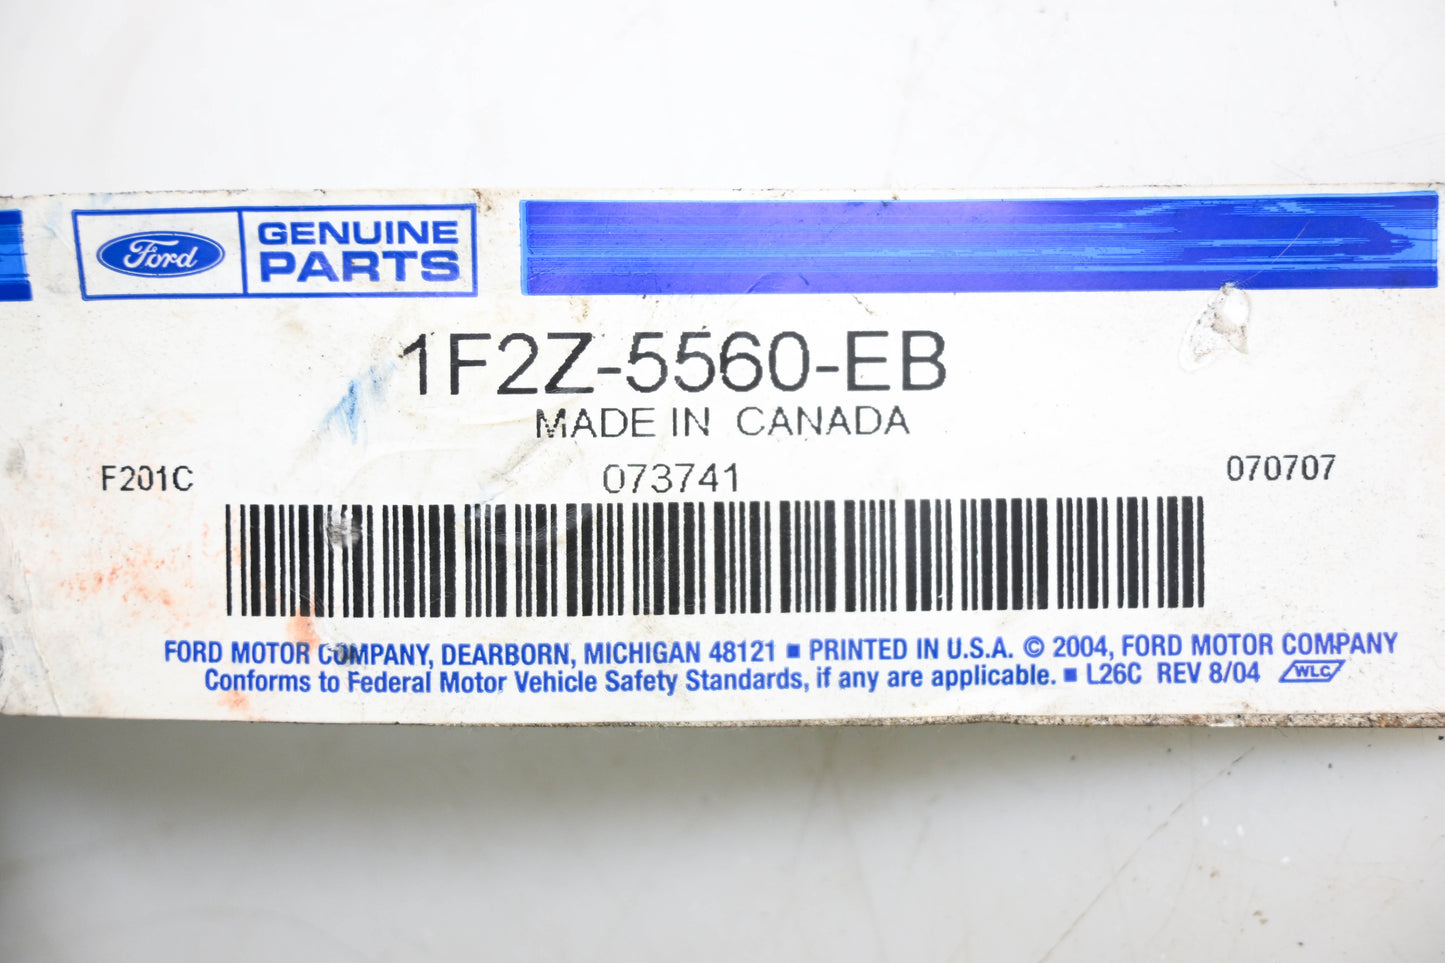 Ford
GENUINE
PARTS
1F2Z-5560-EB
MADE IN CANADA
F201C 073741 070707
FORD MOTOR COMPANY, DEARBORN, MICHIGAN 48121 ■ PRINTED IN U.S.A. © 2004, FORD MOTOR COMPANY
Conforms to Federal Motor Vehicle Safety Standards, if any are applicable. ■ L26C REV 8/04 WLC